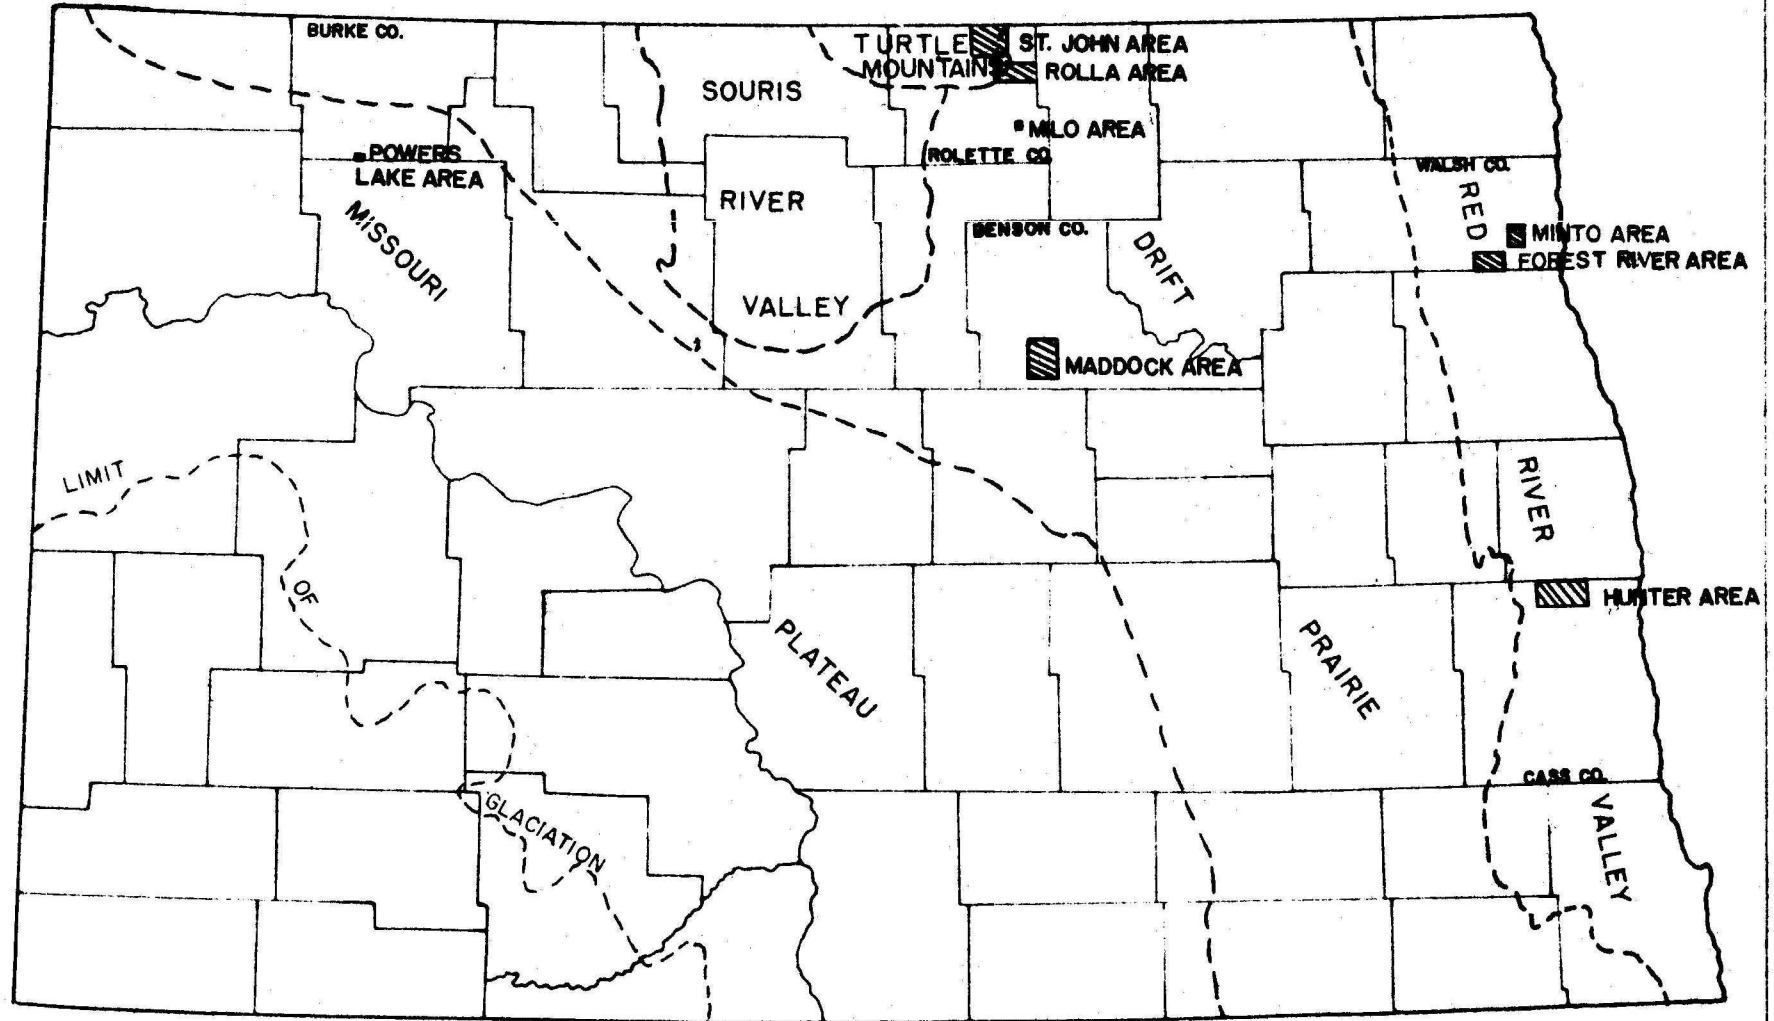 BURKE CO.
TURTLE
MOUNTAINS
ST. JOHN AREA
ROLLA AREA
SOURIS
RIVER
VALLEY
MILO AREA
ROLETTE CO.
POWERS
LAKE AREA
WALSH CO.
MISSOURI
PLATEAU
BENSON CO.
DRIFT
PRAIRIE
RED
RIVER
VALLEY
MINTO AREA
FOREST RIVER AREA
MADDOCK AREA
LIMIT
OF
GLACIATION
HUNTER AREA
CASS CO.